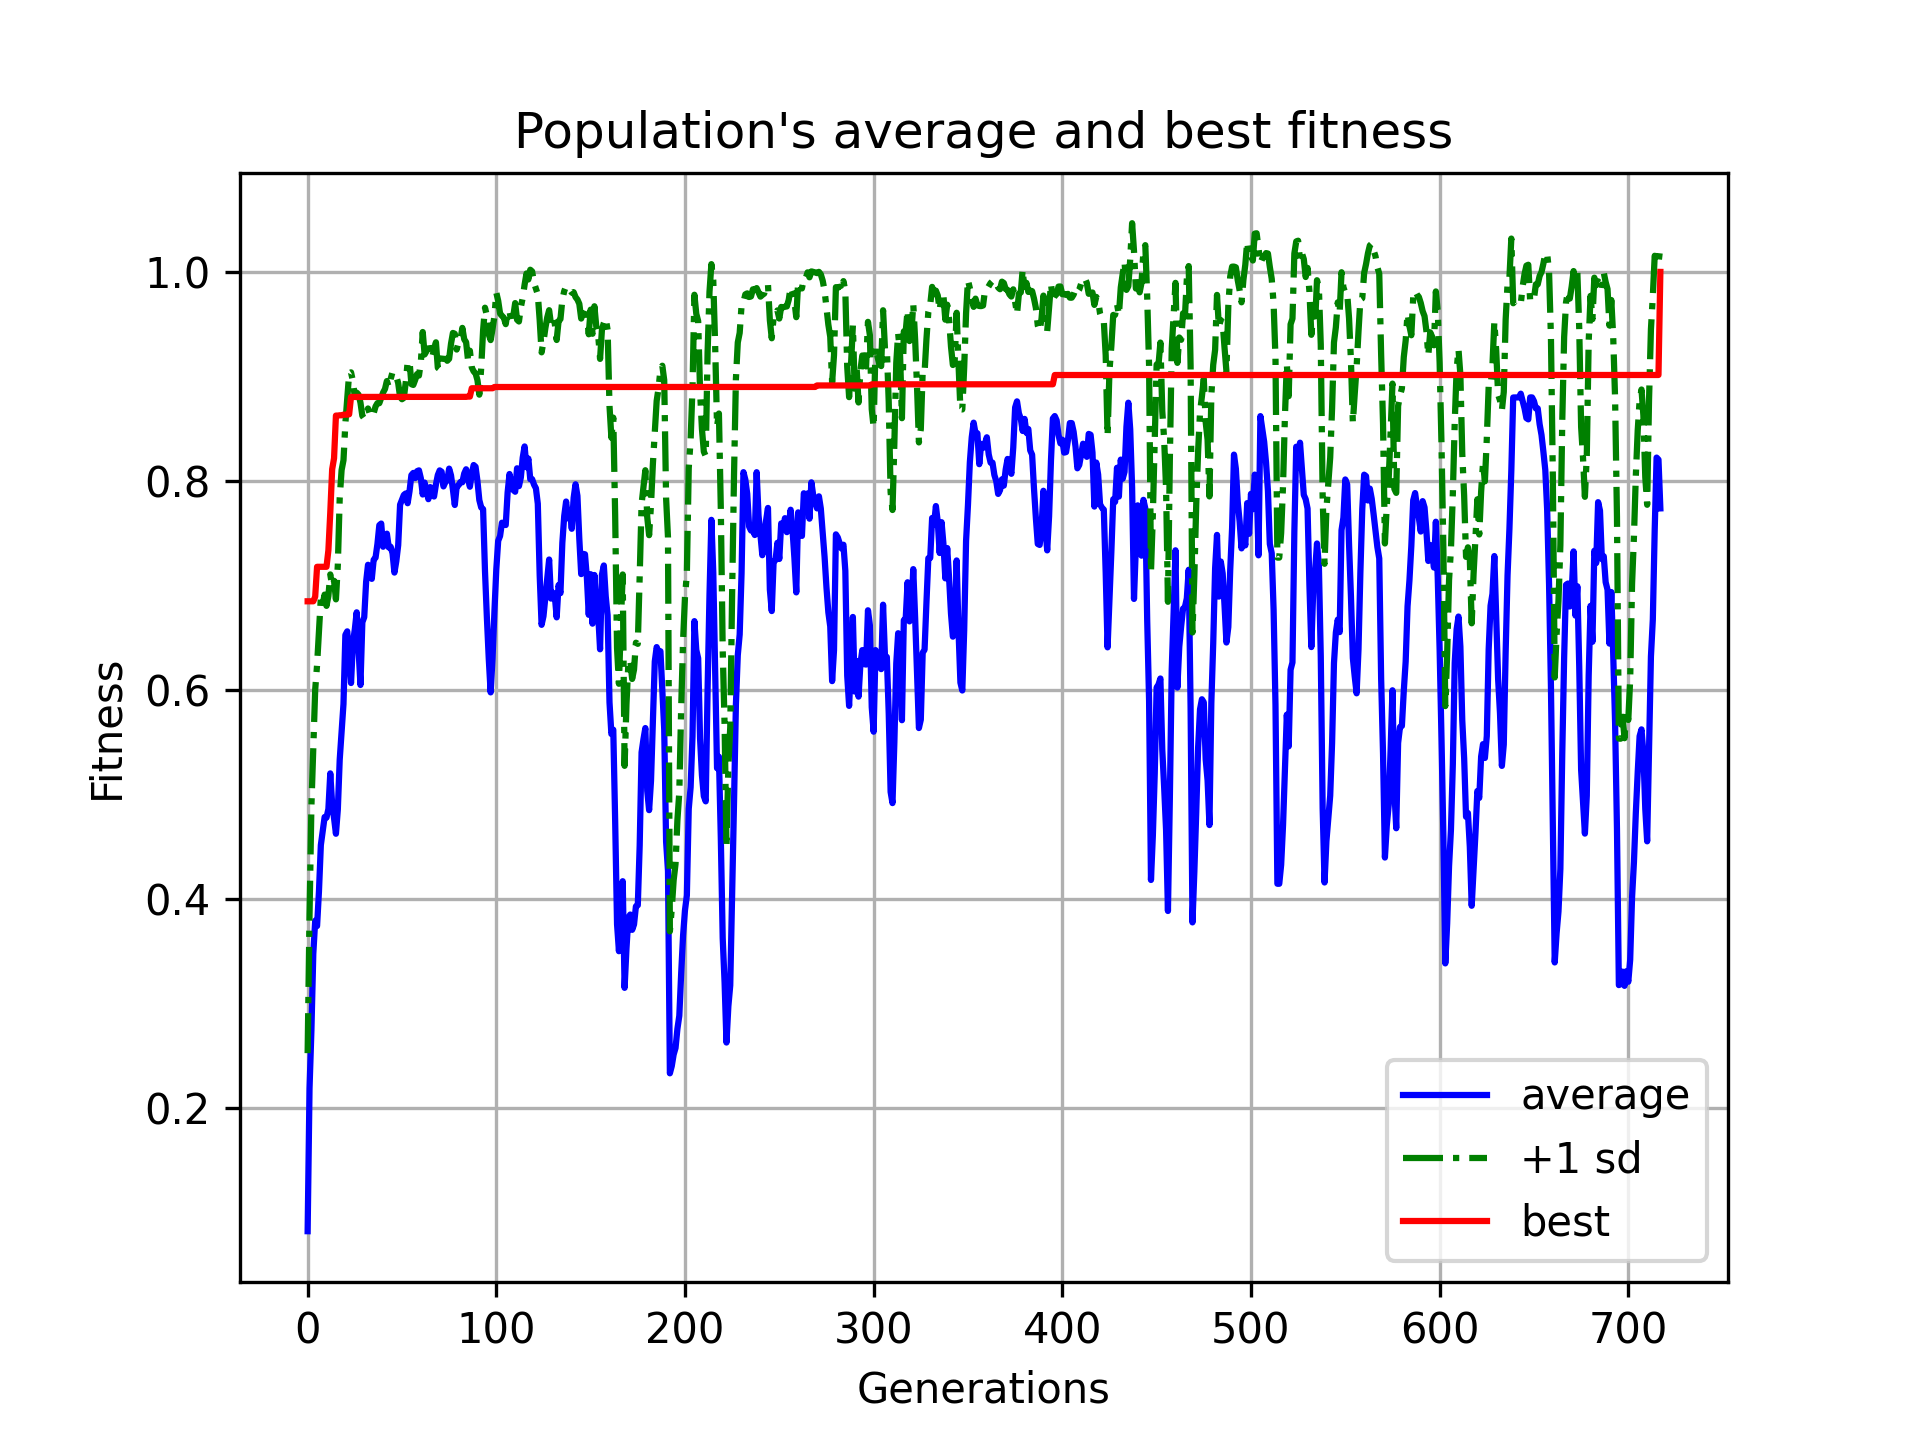 Population's average and best fitness
Fitness
1.0
0.8
0.6
0.4
0.2
average
+1 sd
best
0 100 200 300 400 500 600 700
Generations